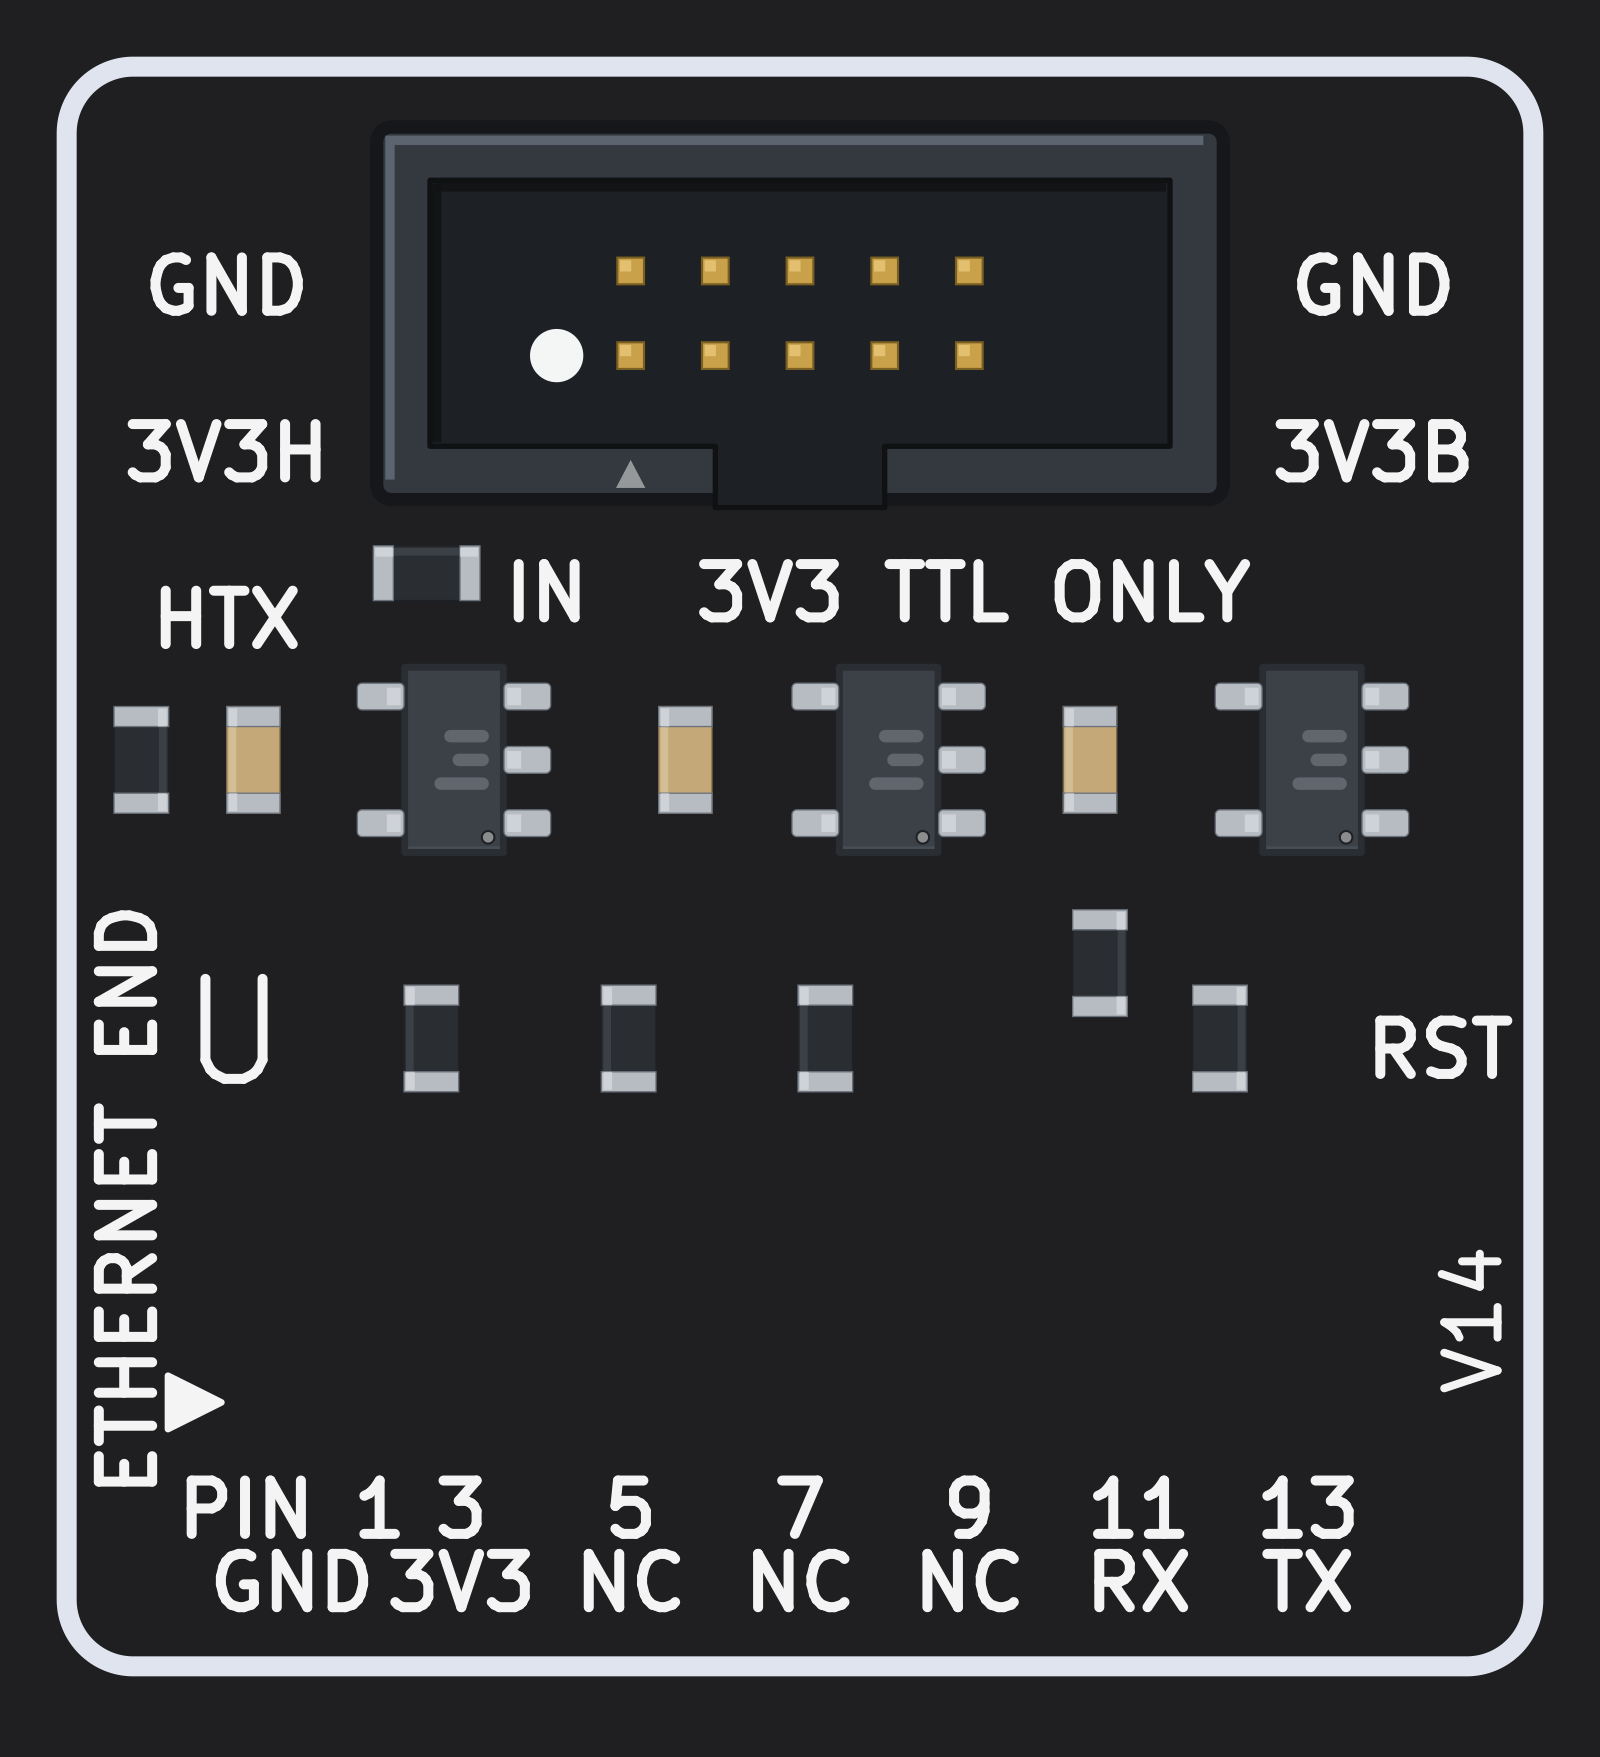 GND
GND
3V3H
3V3B
HTX
IN
3V3 TTL ONLY
U
RST
ETHERNET END
V14
PIN 1 3 5 7 9 11 13
GND 3V3 NC NC NC RX TX